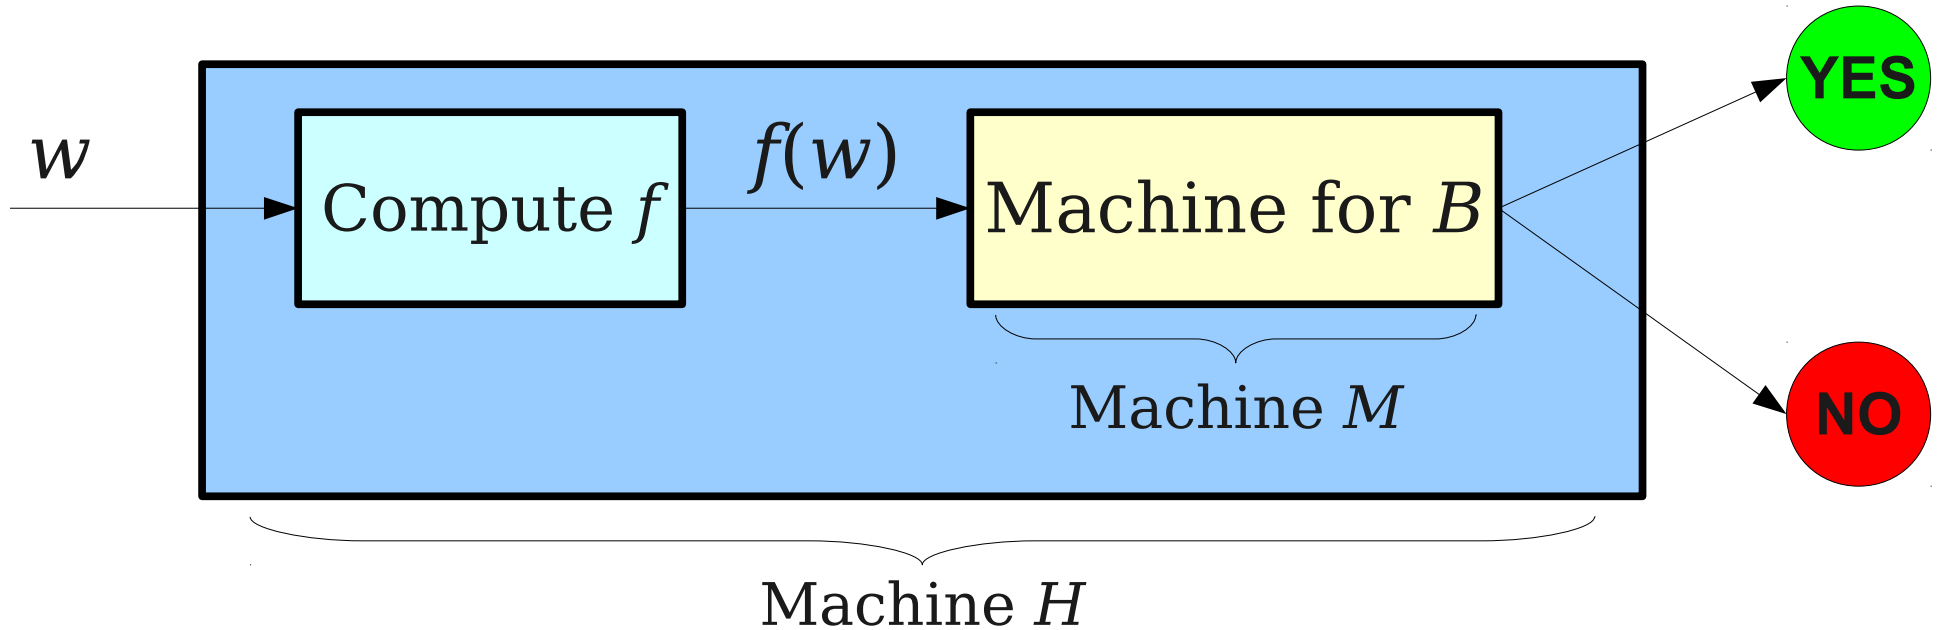 w
Compute f
f(w)
Machine for B
YES
Machine M
NO
Machine H